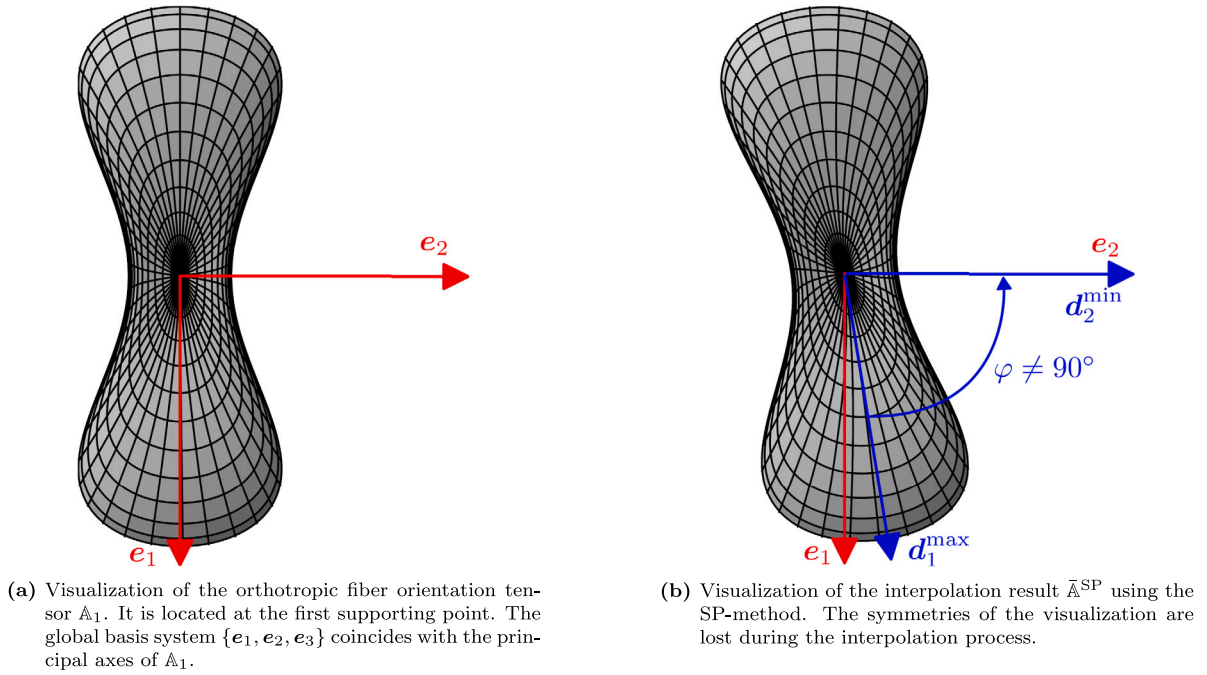 e₂
e₁
(a) Visualization of the orthotropic fiber orientation ten-
sor 𝔸₁. It is located at the first supporting point. The
global basis system {e₁, e₂, e₃} coincides with the prin-
cipal axes of 𝔸₁.
e₂
d₂ᵐⁱⁿ
φ ≠ 90°
e₁
d₁ᵐᵃˣ
(b) Visualization of the interpolation result 𝔸̄ˢᴾ using the
SP-method. The symmetries of the visualization are
lost during the interpolation process.